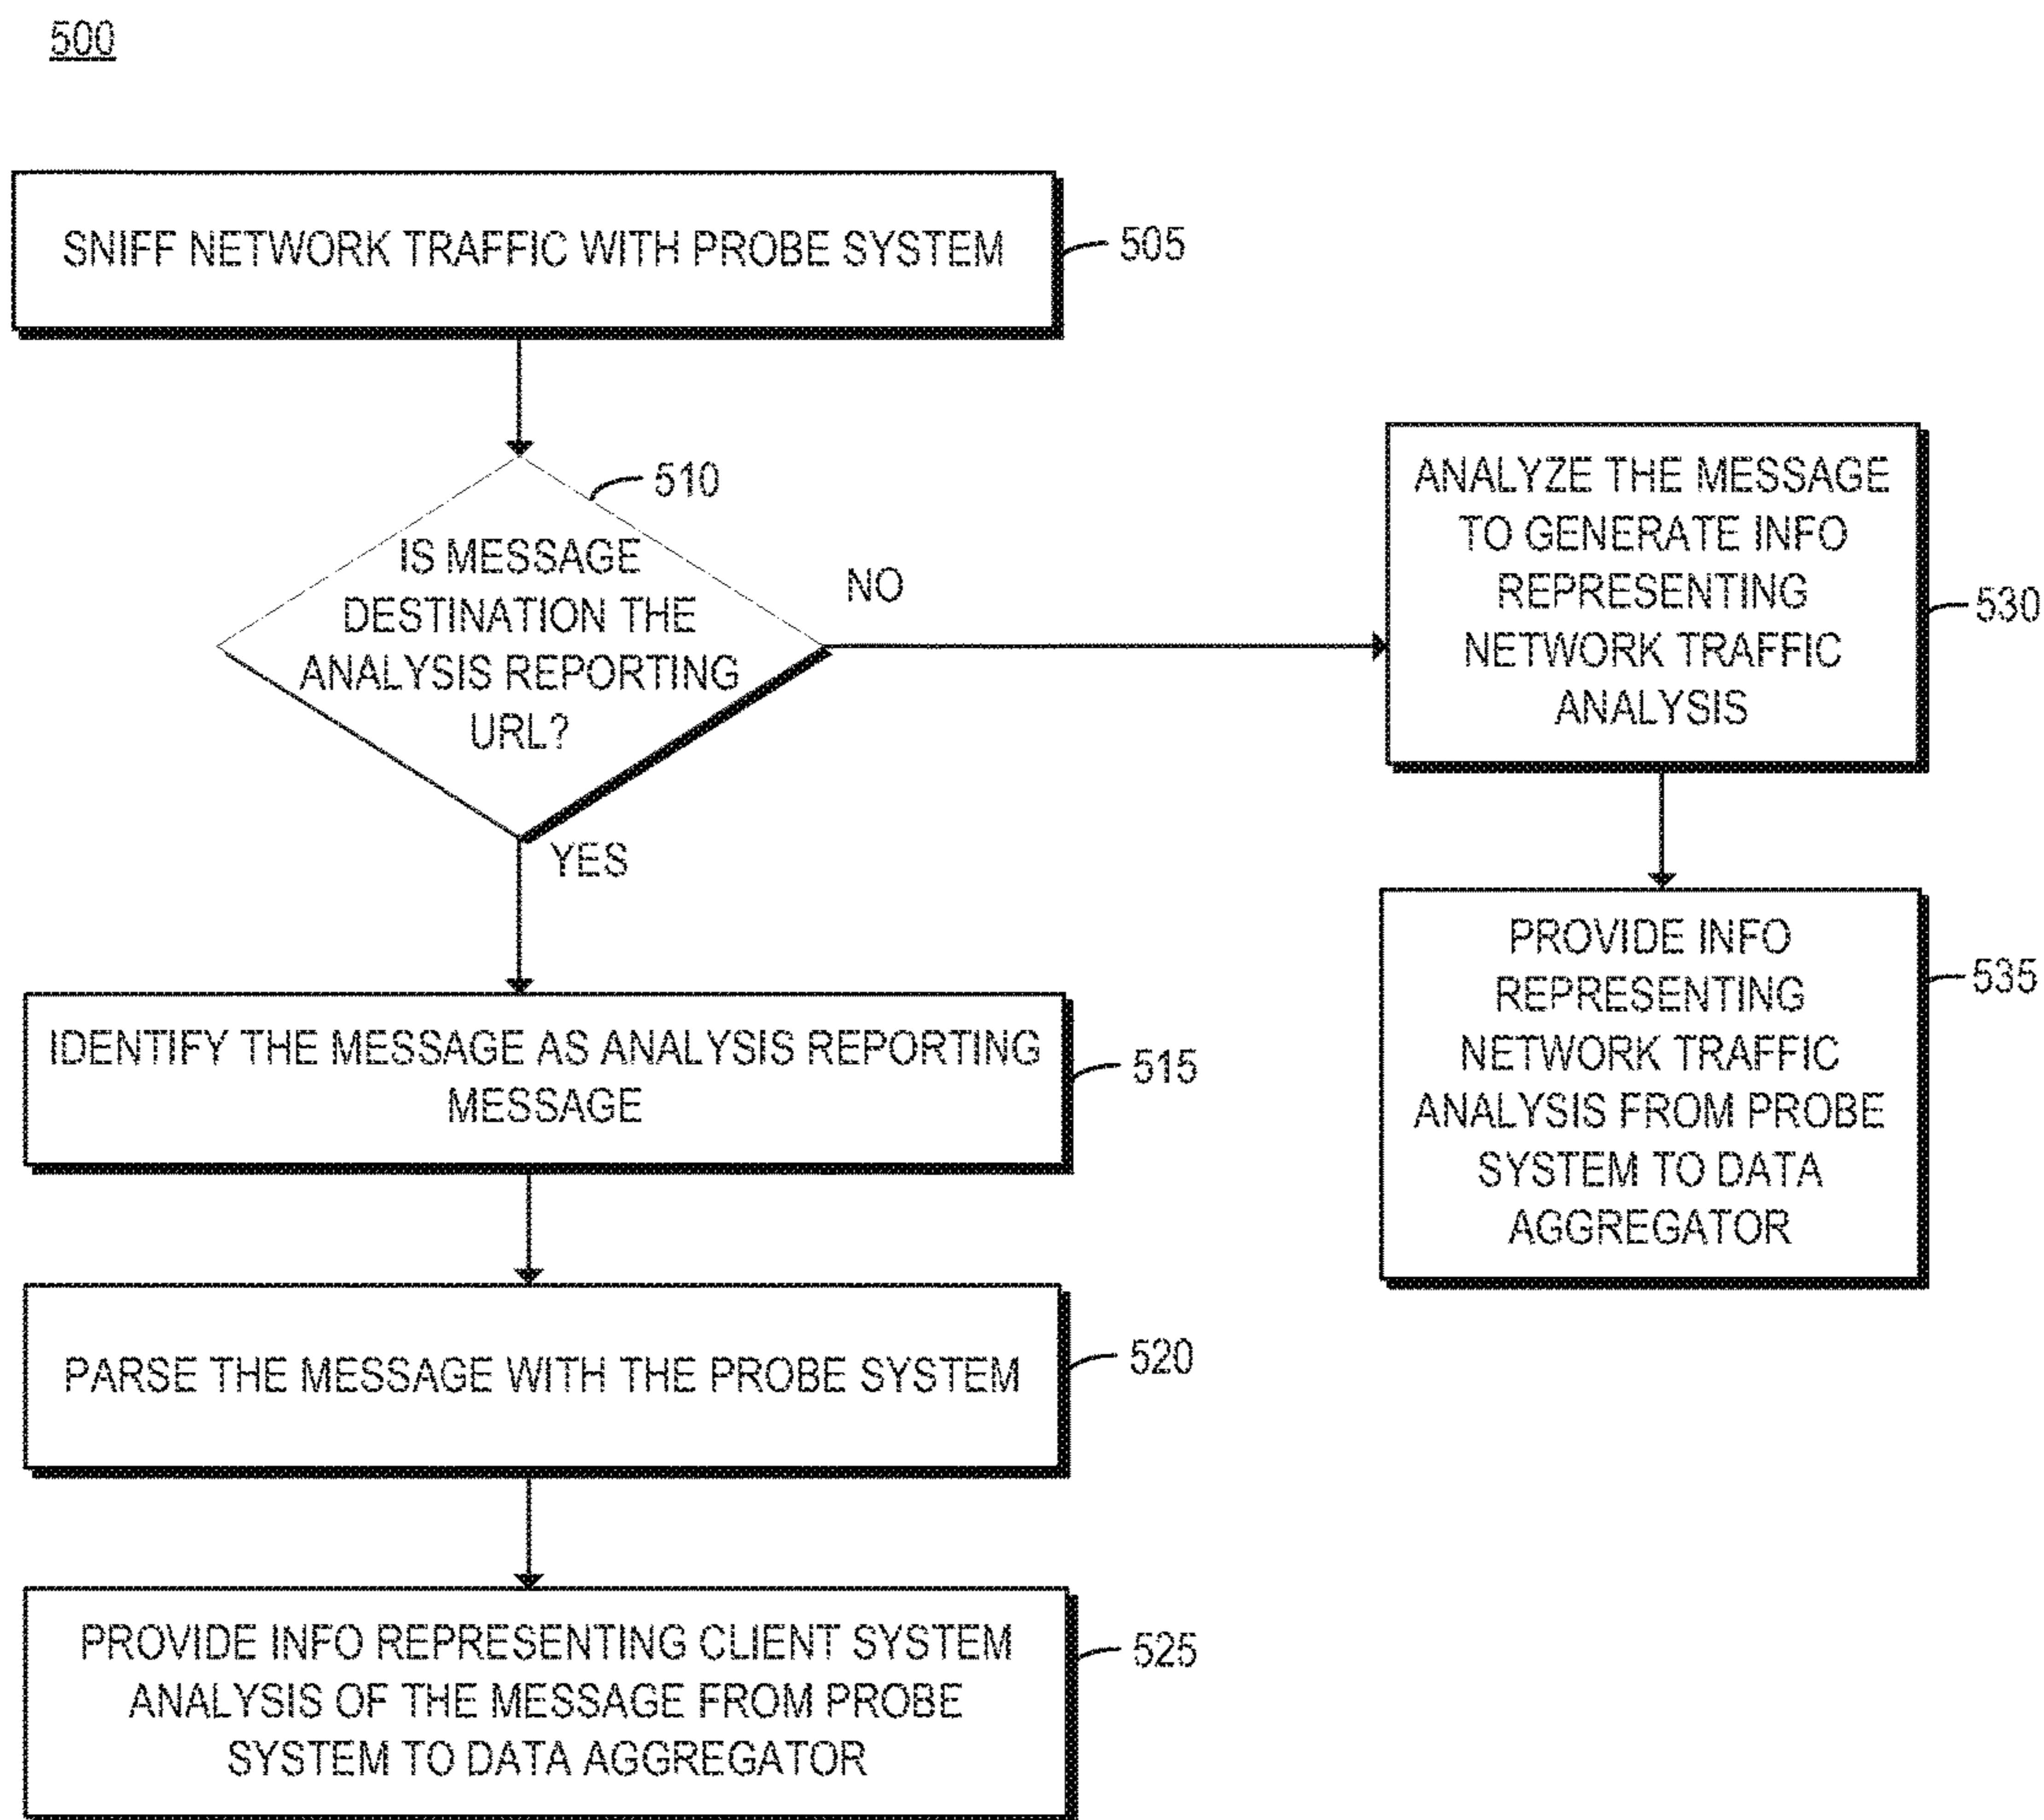 500
SNIFF NETWORK TRAFFIC WITH PROBE SYSTEM
505
510
IS MESSAGE
DESTINATION THE
ANALYSIS REPORTING
URL?
NO
YES
ANALYZE THE MESSAGE
TO GENERATE INFO
REPRESENTING
NETWORK TRAFFIC
ANALYSIS
530
PROVIDE INFO
REPRESENTING
NETWORK TRAFFIC
ANALYSIS FROM PROBE
SYSTEM TO DATA
AGGREGATOR
535
IDENTIFY THE MESSAGE AS ANALYSIS REPORTING
MESSAGE
515
PARSE THE MESSAGE WITH THE PROBE SYSTEM
520
PROVIDE INFO REPRESENTING CLIENT SYSTEM
ANALYSIS OF THE MESSAGE FROM PROBE
SYSTEM TO DATA AGGREGATOR
525